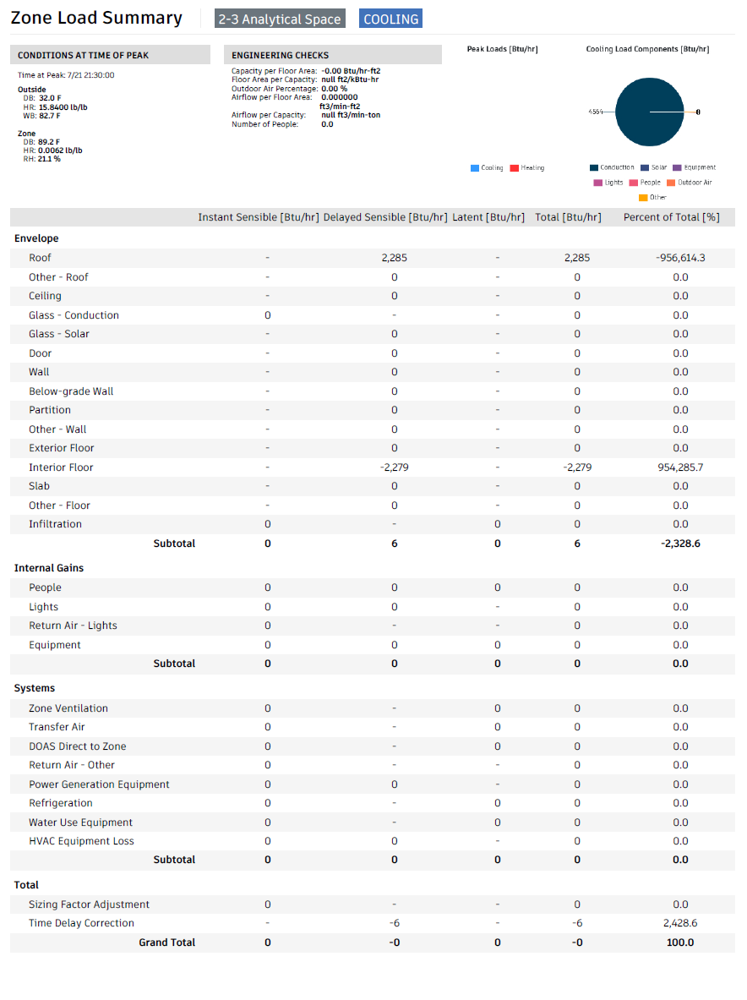 Zone Load Summary 2-3 Analytical Space COOLING
CONDITIONS AT TIME OF PEAK
Time at Peak: 7/21 21:30:00
Outside
DB: 32.0 F
HR: 15.8400 lb/lb
WB: 82.7 F
Zone
DB: 89.2 F
HR: 0.0062 lb/lb
RH: 21.1 %
ENGINEERING CHECKS
Capacity per Floor Area: -0.00 Btu/hr-ft2
Floor Area per Capacity: null ft2/kBtu-hr
Outdoor Air Percentage: 0.00 %
Airflow per Floor Area: 0.000000
ft3/min-ft2
Airflow per Capacity: null ft3/min-ton
Number of People: 0.0
Peak Loads [Btu/hr]
Cooling Heating
Cooling Load Components [Btu/hr]
4564 0
Conduction Solar Equipment
Lights People Outdoor Air
Other
Instant Sensible [Btu/hr] Delayed Sensible [Btu/hr] Latent [Btu/hr] Total [Btu/hr] Percent of Total [%]
Envelope
Roof - 2,285 - 2,285 -956,614.3
Other - Roof - 0 - 0 0.0
Ceiling - 0 - 0 0.0
Glass - Conduction 0 - - 0 0.0
Glass - Solar - 0 - 0 0.0
Door - 0 - 0 0.0
Wall - 0 - 0 0.0
Below-grade Wall - 0 - 0 0.0
Partition - 0 - 0 0.0
Other - Wall - 0 - 0 0.0
Exterior Floor - 0 - 0 0.0
Interior Floor - -2,279 - -2,279 954,285.7
Slab - 0 - 0 0.0
Other - Floor - 0 - 0 0.0
Infiltration 0 - 0 0 0.0
Subtotal 0 6 0 6 -2,328.6
Internal Gains
People 0 0 0 0 0.0
Lights 0 0 - 0 0.0
Return Air - Lights 0 - - 0 0.0
Equipment 0 0 0 0 0.0
Subtotal 0 0 0 0 0.0
Systems
Zone Ventilation 0 - 0 0 0.0
Transfer Air 0 - 0 0 0.0
DOAS Direct to Zone 0 - 0 0 0.0
Return Air - Other 0 - - 0 0.0
Power Generation Equipment 0 0 - 0 0.0
Refrigeration 0 - 0 0 0.0
Water Use Equipment 0 - 0 0 0.0
HVAC Equipment Loss 0 0 - 0 0.0
Subtotal 0 0 0 0 0.0
Total
Sizing Factor Adjustment 0 - - 0 0.0
Time Delay Correction - -6 - -6 2,428.6
Grand Total 0 -0 0 -0 100.0